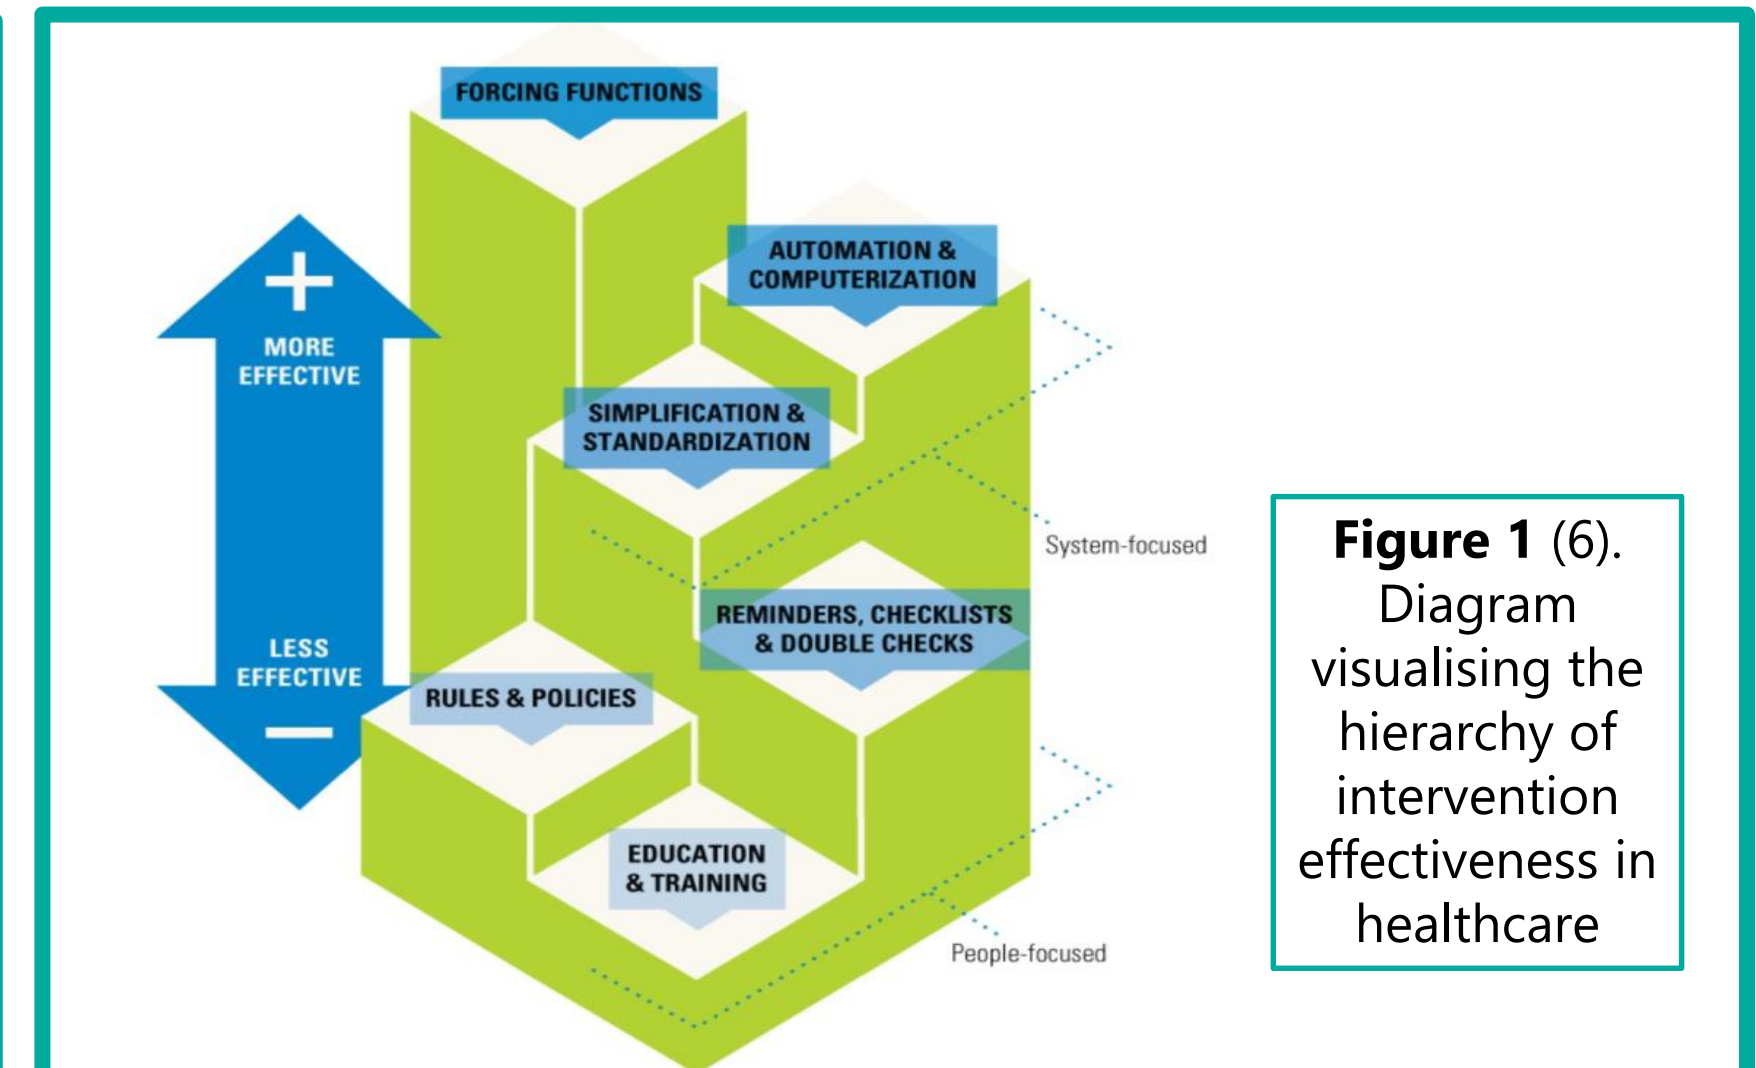 FORCING FUNCTIONS
AUTOMATION &
COMPUTERIZATION
+
MORE
EFFECTIVE
SIMPLIFICATION &
STANDARDIZATION
System-focused
REMINDERS, CHECKLISTS
& DOUBLE CHECKS
LESS
EFFECTIVE
−
RULES & POLICIES
EDUCATION
& TRAINING
People-focused
Figure 1 (6).
Diagram
visualising the
hierarchy of
intervention
effectiveness in
healthcare